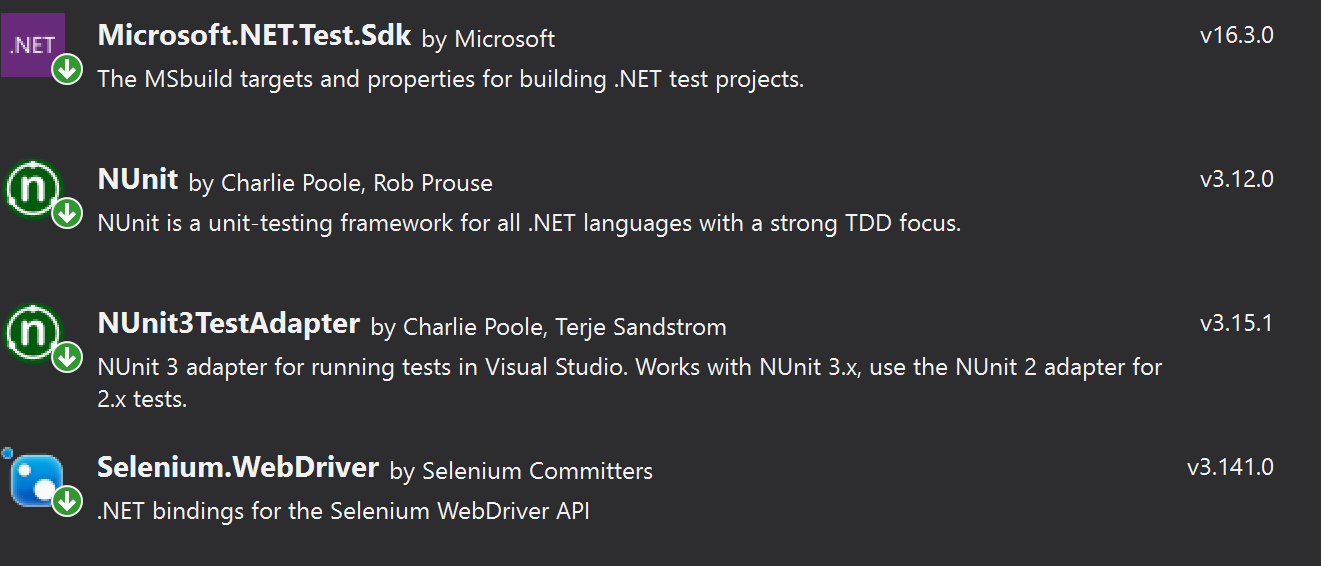 .NET
Microsoft.NET.Test.Sdk by Microsoft v16.3.0
The MSbuild targets and properties for building .NET test projects.
n
NUnit by Charlie Poole, Rob Prouse v3.12.0
NUnit is a unit-testing framework for all .NET languages with a strong TDD focus.
n
NUnit3TestAdapter by Charlie Poole, Terje Sandstrom v3.15.1
NUnit 3 adapter for running tests in Visual Studio. Works with NUnit 3.x, use the NUnit 2 adapter for
2.x tests.
Selenium.WebDriver by Selenium Committers v3.141.0
.NET bindings for the Selenium WebDriver API